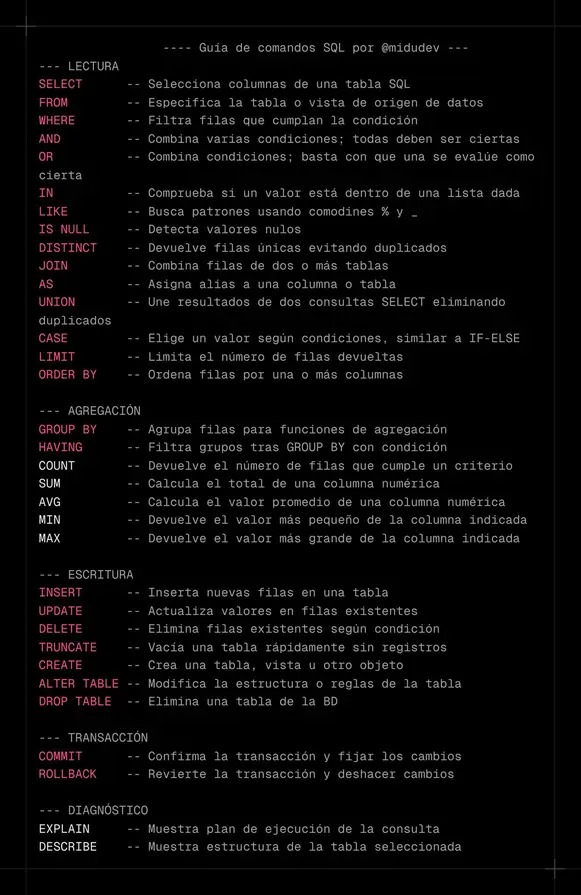 ---- Guía de comandos SQL por @midudev ---
--- LECTURA
SELECT -- Selecciona columnas de una tabla SQL
FROM -- Especifica la tabla o vista de origen de datos
WHERE -- Filtra filas que cumplan la condición
AND -- Combina varias condiciones; todas deben ser ciertas
OR -- Combina condiciones; basta con que una se evalúe como
cierta
IN -- Comprueba si un valor está dentro de una lista dada
LIKE -- Busca patrones usando comodines % y _
IS NULL -- Detecta valores nulos
DISTINCT -- Devuelve filas únicas evitando duplicados
JOIN -- Combina filas de dos o más tablas
AS -- Asigna alias a una columna o tabla
UNION -- Une resultados de dos consultas SELECT eliminando
duplicados
CASE -- Elige un valor según condiciones, similar a IF-ELSE
LIMIT -- Limita el número de filas devueltas
ORDER BY -- Ordena filas por una o más columnas
--- AGREGACIÓN
GROUP BY -- Agrupa filas para funciones de agregación
HAVING -- Filtra grupos tras GROUP BY con condición
COUNT -- Devuelve el número de filas que cumple un criterio
SUM -- Calcula el total de una columna numérica
AVG -- Calcula el valor promedio de una columna numérica
MIN -- Devuelve el valor más pequeño de la columna indicada
MAX -- Devuelve el valor más grande de la columna indicada
--- ESCRITURA
INSERT -- Inserta nuevas filas en una tabla
UPDATE -- Actualiza valores en filas existentes
DELETE -- Elimina filas existentes según condición
TRUNCATE -- Vacía una tabla rápidamente sin registros
CREATE -- Crea una tabla, vista u otro objeto
ALTER TABLE -- Modifica la estructura o reglas de la tabla
DROP TABLE -- Elimina una tabla de la BD
--- TRANSACCIÓN
COMMIT -- Confirma la transacción y fijar los cambios
ROLLBACK -- Revierte la transacción y deshacer cambios
--- DIAGNÓSTICO
EXPLAIN -- Muestra plan de ejecución de la consulta
DESCRIBE -- Muestra estructura de la tabla seleccionada